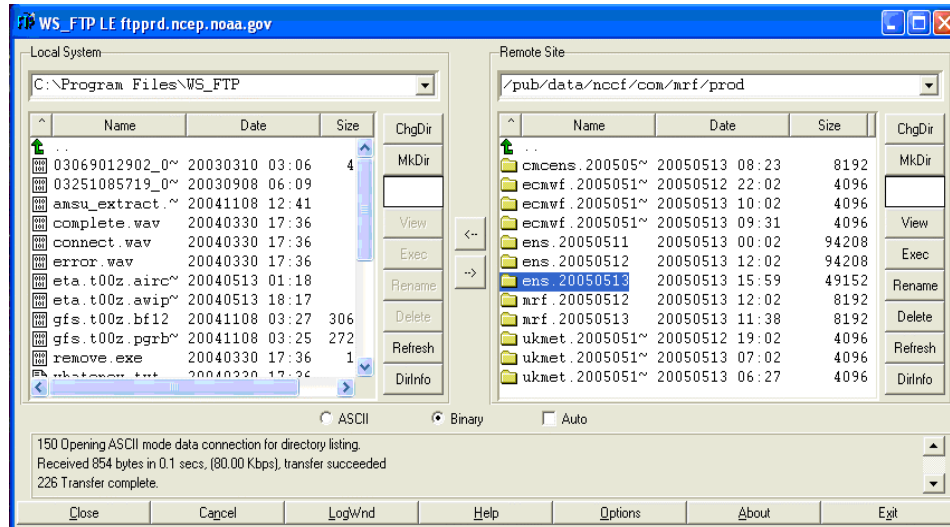 WS_FTP LE ftpprd.ncep.noaa.gov
Local System
C:\Program Files\WS_FTP
^ Name Date Size
..
03069012902_0~ 20030310 03:06 4
03251085719_0~ 20030908 06:09
amsu_extract.~ 20041108 12:41
complete.wav 20040330 17:36
connect.wav 20040330 17:36
error.wav 20040330 17:36
eta.t00z.airc~ 20040513 01:18
eta.t00z.awip~ 20040513 18:17
gfs.t00z.bf12 20041108 03:27 306
gfs.t00z.pgrb~ 20041108 03:25 272
remove.exe 20040330 17:36 1
ChgDir
MkDir
View
Exec
Rename
Delete
Refresh
DirInfo
<--
-->
Remote Site
/pub/data/nccf/com/mrf/prod
^ Name Date Size
..
cmcens.200505~ 20050513 08:23 8192
ecmwf.2005051~ 20050512 22:02 4096
ecmwf.2005051~ 20050513 10:02 4096
ecmwf.2005051~ 20050513 09:31 4096
ens.20050511 20050513 00:02 94208
ens.20050512 20050513 12:02 94208
ens.20050513 20050513 15:59 49152
mrf.20050512 20050513 12:02 8192
mrf.20050513 20050513 11:38 8192
ukmet.2005051~ 20050512 19:02 4096
ukmet.2005051~ 20050513 07:02 4096
ukmet.2005051~ 20050513 06:27 4096
ChgDir
MkDir
View
Exec
Rename
Delete
Refresh
DirInfo
ASCII Binary Auto
150 Opening ASCII mode data connection for directory listing.
Received 854 bytes in 0.1 secs, (80.00 Kbps), transfer succeeded
226 Transfer complete.
Close Cancel LogWnd Help Options About Exit